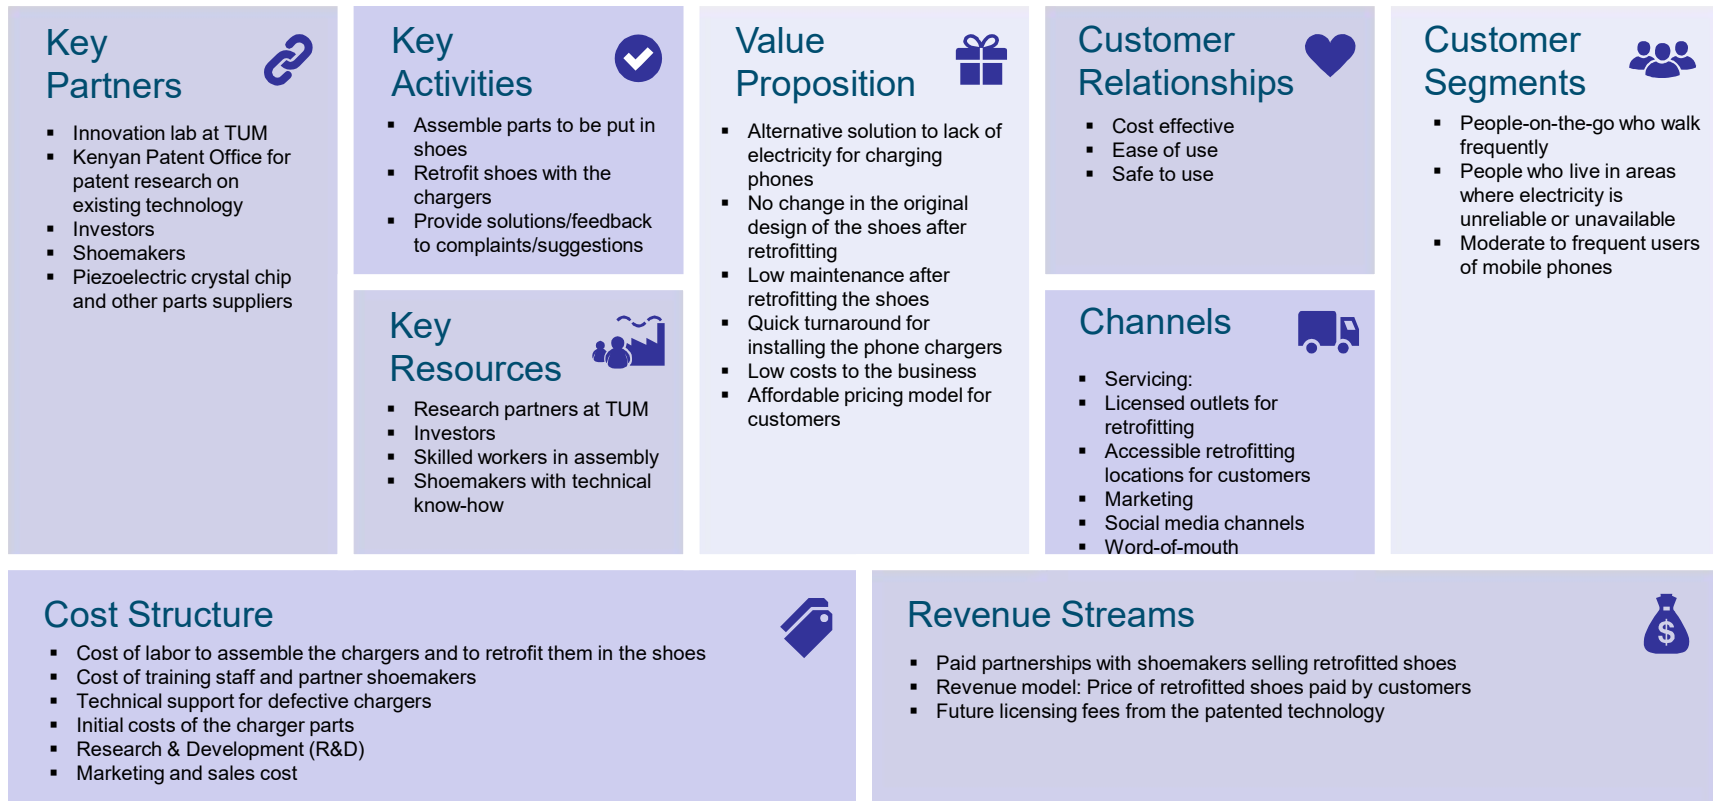 Key
Partners
▪ Innovation lab at TUM
▪ Kenyan Patent Office for
patent research on
existing technology
▪ Investors
▪ Shoemakers
▪ Piezoelectric crystal chip
and other parts suppliers
Key
Activities
▪ Assemble parts to be put in
shoes
▪ Retrofit shoes with the
chargers
▪ Provide solutions/feedback
to complaints/suggestions
Key
Resources
▪ Research partners at TUM
▪ Investors
▪ Skilled workers in assembly
▪ Shoemakers with technical
know-how
Value
Proposition
▪ Alternative solution to lack of
electricity for charging
phones
▪ No change in the original
design of the shoes after
retrofitting
▪ Low maintenance after
retrofitting the shoes
▪ Quick turnaround for
installing the phone chargers
▪ Low costs to the business
▪ Affordable pricing model for
customers
Customer
Relationships
▪ Cost effective
▪ Ease of use
▪ Safe to use
Channels
▪ Servicing:
▪ Licensed outlets for
retrofitting
▪ Accessible retrofitting
locations for customers
▪ Marketing
▪ Social media channels
▪ Word-of-mouth
Customer
Segments
▪ People-on-the-go who walk
frequently
▪ People who live in areas
where electricity is
unreliable or unavailable
▪ Moderate to frequent users
of mobile phones
Cost Structure
▪ Cost of labor to assemble the chargers and to retrofit them in the shoes
▪ Cost of training staff and partner shoemakers
▪ Technical support for defective chargers
▪ Initial costs of the charger parts
▪ Research & Development (R&D)
▪ Marketing and sales cost
Revenue Streams
$
▪ Paid partnerships with shoemakers selling retrofitted shoes
▪ Revenue model: Price of retrofitted shoes paid by customers
▪ Future licensing fees from the patented technology